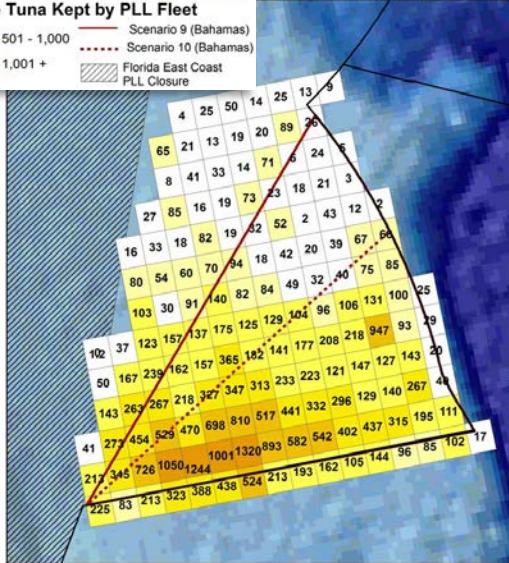 Tuna Kept by PLL Fleet
501 - 1,000
1,001 +
Scenario 9 (Bahamas)
Scenario 10 (Bahamas)
Florida East Coast
PLL Closure
4 25 50 14 25 13 9
65 21 13 19 20 89 26
8 41 33 14 71 6 24 5
27 85 16 19 73 23 18 21 3
16 33 18 82 19 32 52 2 43 12 2
80 54 60 70 94 18 42 20 39 67 66
103 30 91 140 82 84 49 32 40 75 85
102 37 123 157 137 175 125 129 104 96 106 131 100 25
50 167 239 162 157 365 182 141 177 208 218 947 93 29
143 263 267 218 327 347 313 233 223 121 147 127 143 20
41 273 454 529 470 698 810 517 441 332 296 129 140 267
213 345 726 1050 1244 1001 1320 893 582 542 402 437 315 195 111
225 83 213 323 388 438 524 213 193 162 105 144 96 85 102 17